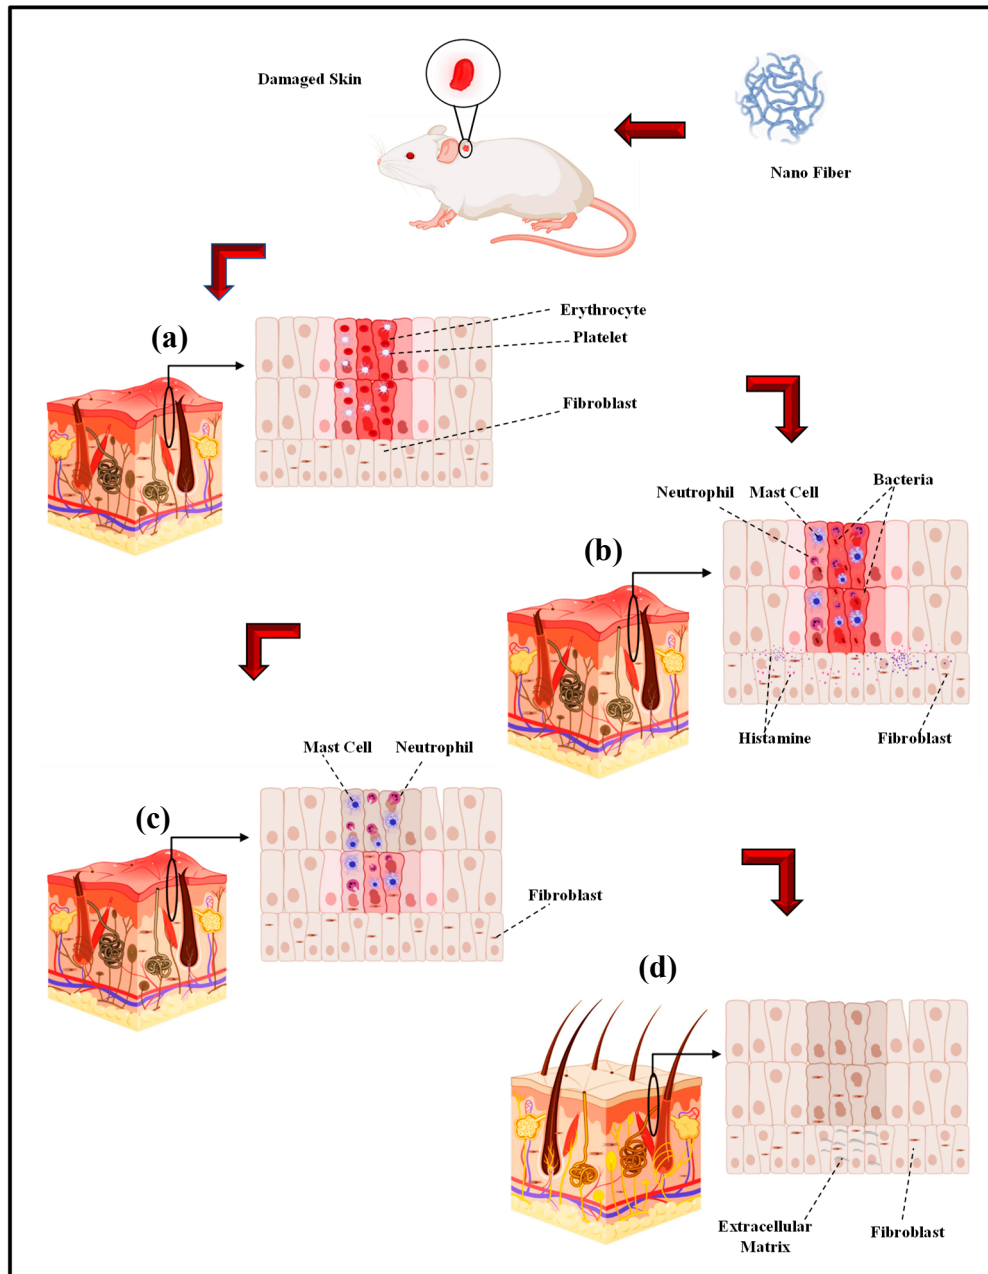 Damaged Skin
Nano Fiber
(a)
Erythrocyte
Platelet
Fibroblast
(b)
Neutrophil
Mast Cell
Bacteria
Histamine
Fibroblast
(c)
Mast Cell
Neutrophil
Fibroblast
(d)
Extracellular
Matrix
Fibroblast